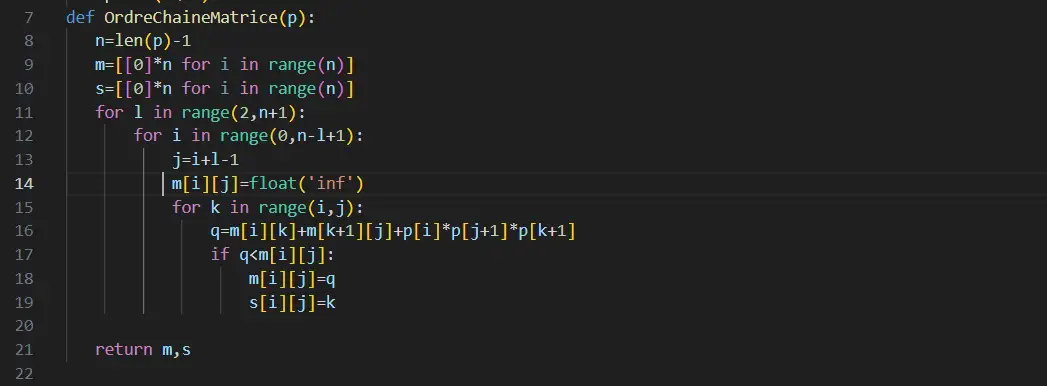 7 def OrdreChaineMatrice(p):
8     n=len(p)-1
9     m=[[0]*n for i in range(n)]
10     s=[[0]*n for i in range(n)]
11     for l in range(2,n+1):
12         for i in range(0,n-l+1):
13             j=i+l-1
14             m[i][j]=float('inf')
15             for k in range(i,j):
16                 q=m[i][k]+m[k+1][j]+p[i]*p[j+1]*p[k+1]
17                 if q<m[i][j]:
18                     m[i][j]=q
19                     s[i][j]=k
20
21     return m,s
22